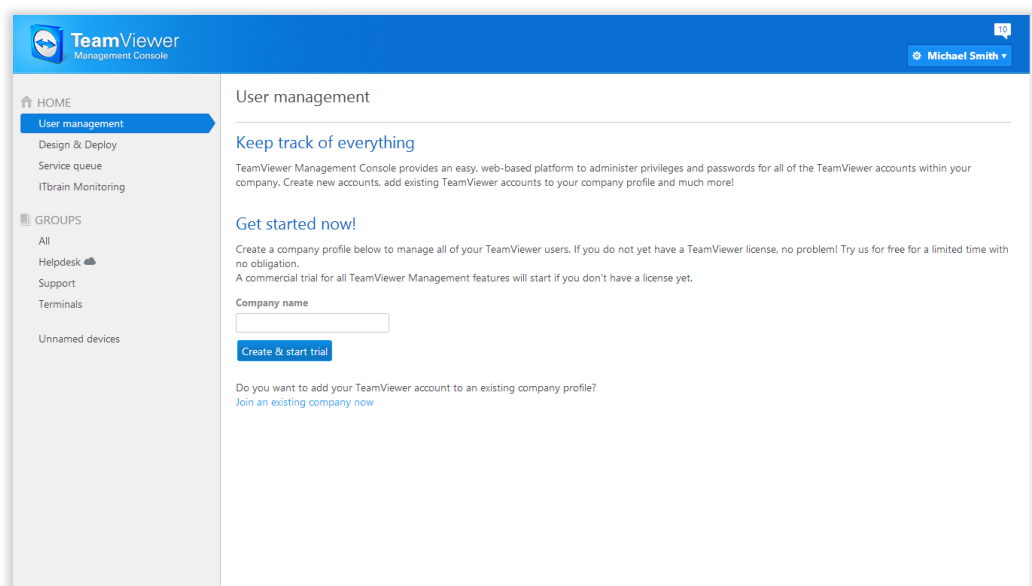 TeamViewer
Management Console
10
Michael Smith
HOME
User management
Design & Deploy
Service queue
ITbrain Monitoring
GROUPS
All
Helpdesk
Support
Terminals
Unnamed devices
User management
Keep track of everything
TeamViewer Management Console provides an easy, web-based platform to administer privileges and passwords for all of the TeamViewer accounts within your
company. Create new accounts, add existing TeamViewer accounts to your company profile and much more!
Get started now!
Create a company profile below to manage all of your TeamViewer users. If you do not yet have a TeamViewer license, no problem! Try us for free for a limited time with
no obligation.
A commercial trial for all TeamViewer Management features will start if you don't have a license yet.
Company name
Create & start trial
Do you want to add your TeamViewer account to an existing company profile?
Join an existing company now